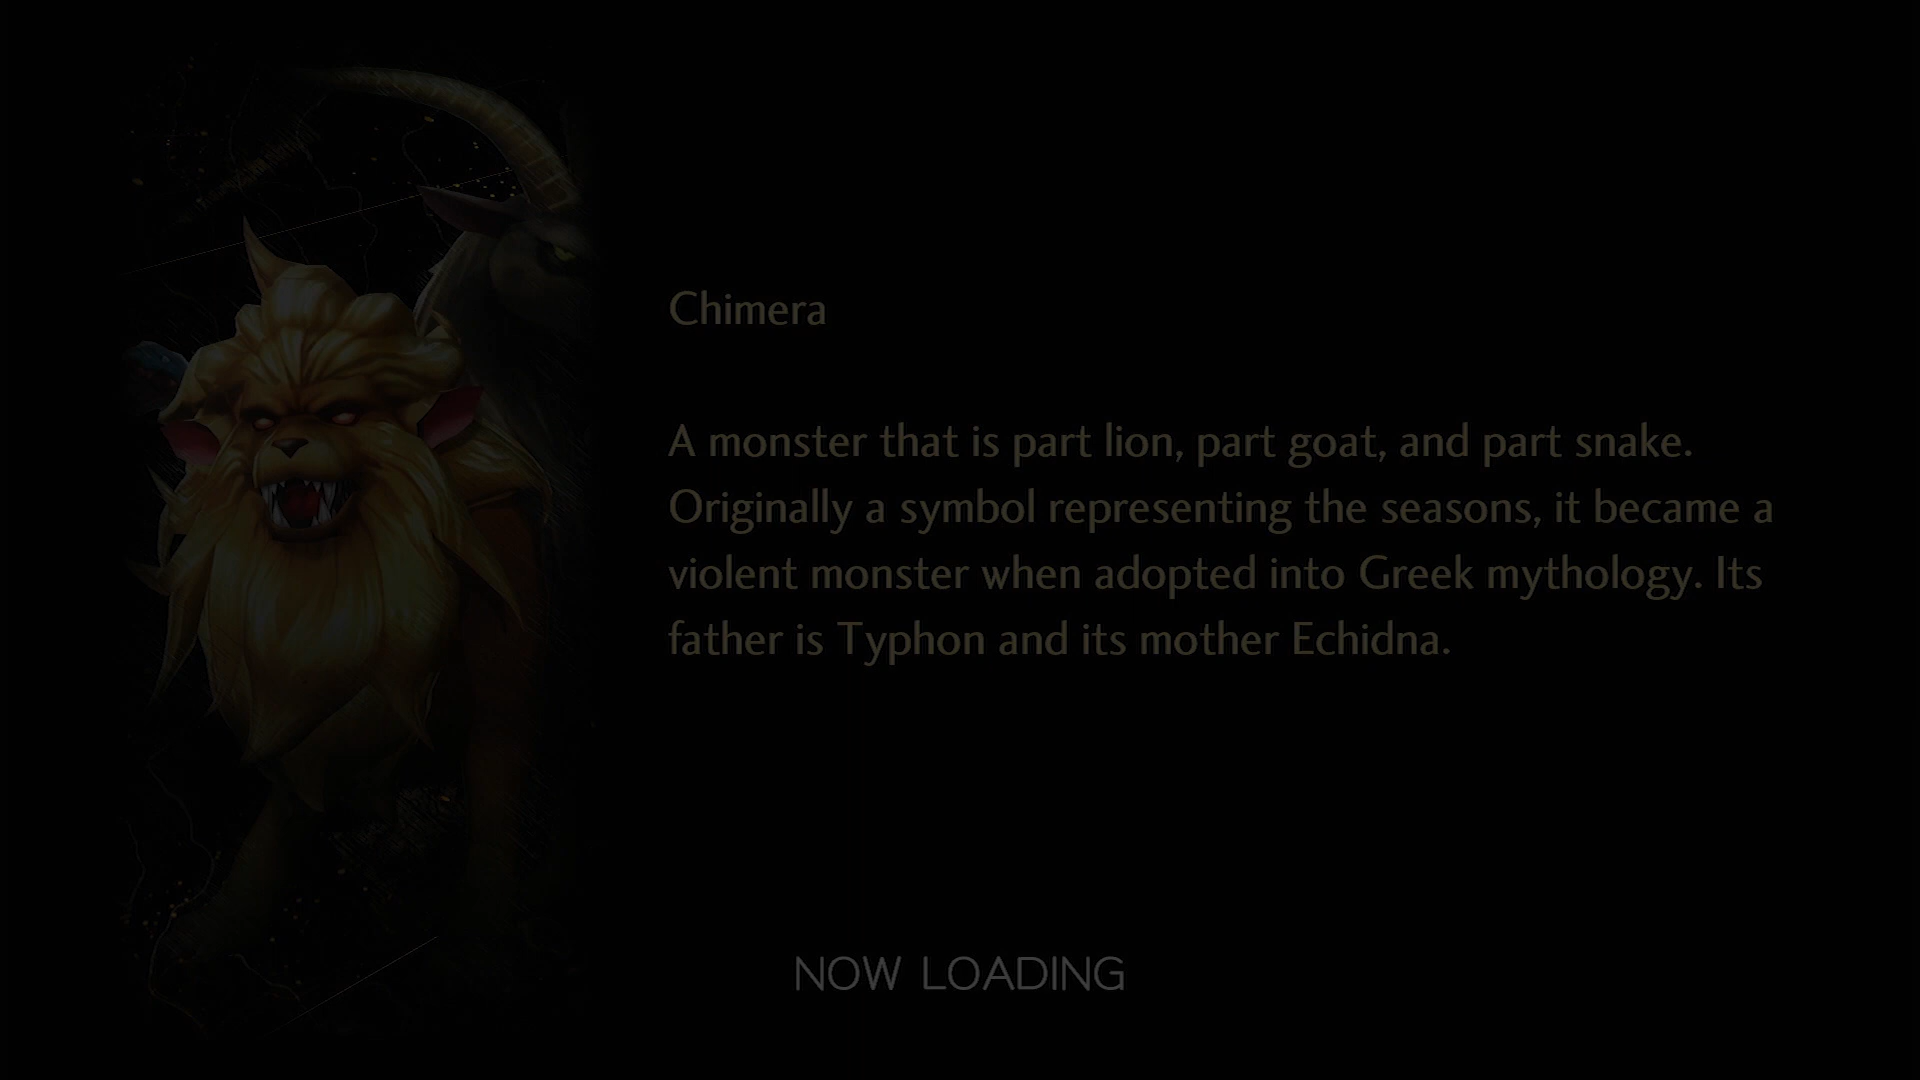 Chimera
A monster that is part lion, part goat, and part snake.
Originally a symbol representing the seasons, it became a
violent monster when adopted into Greek mythology. Its
father is Typhon and its mother Echidna.
NOW LOADING